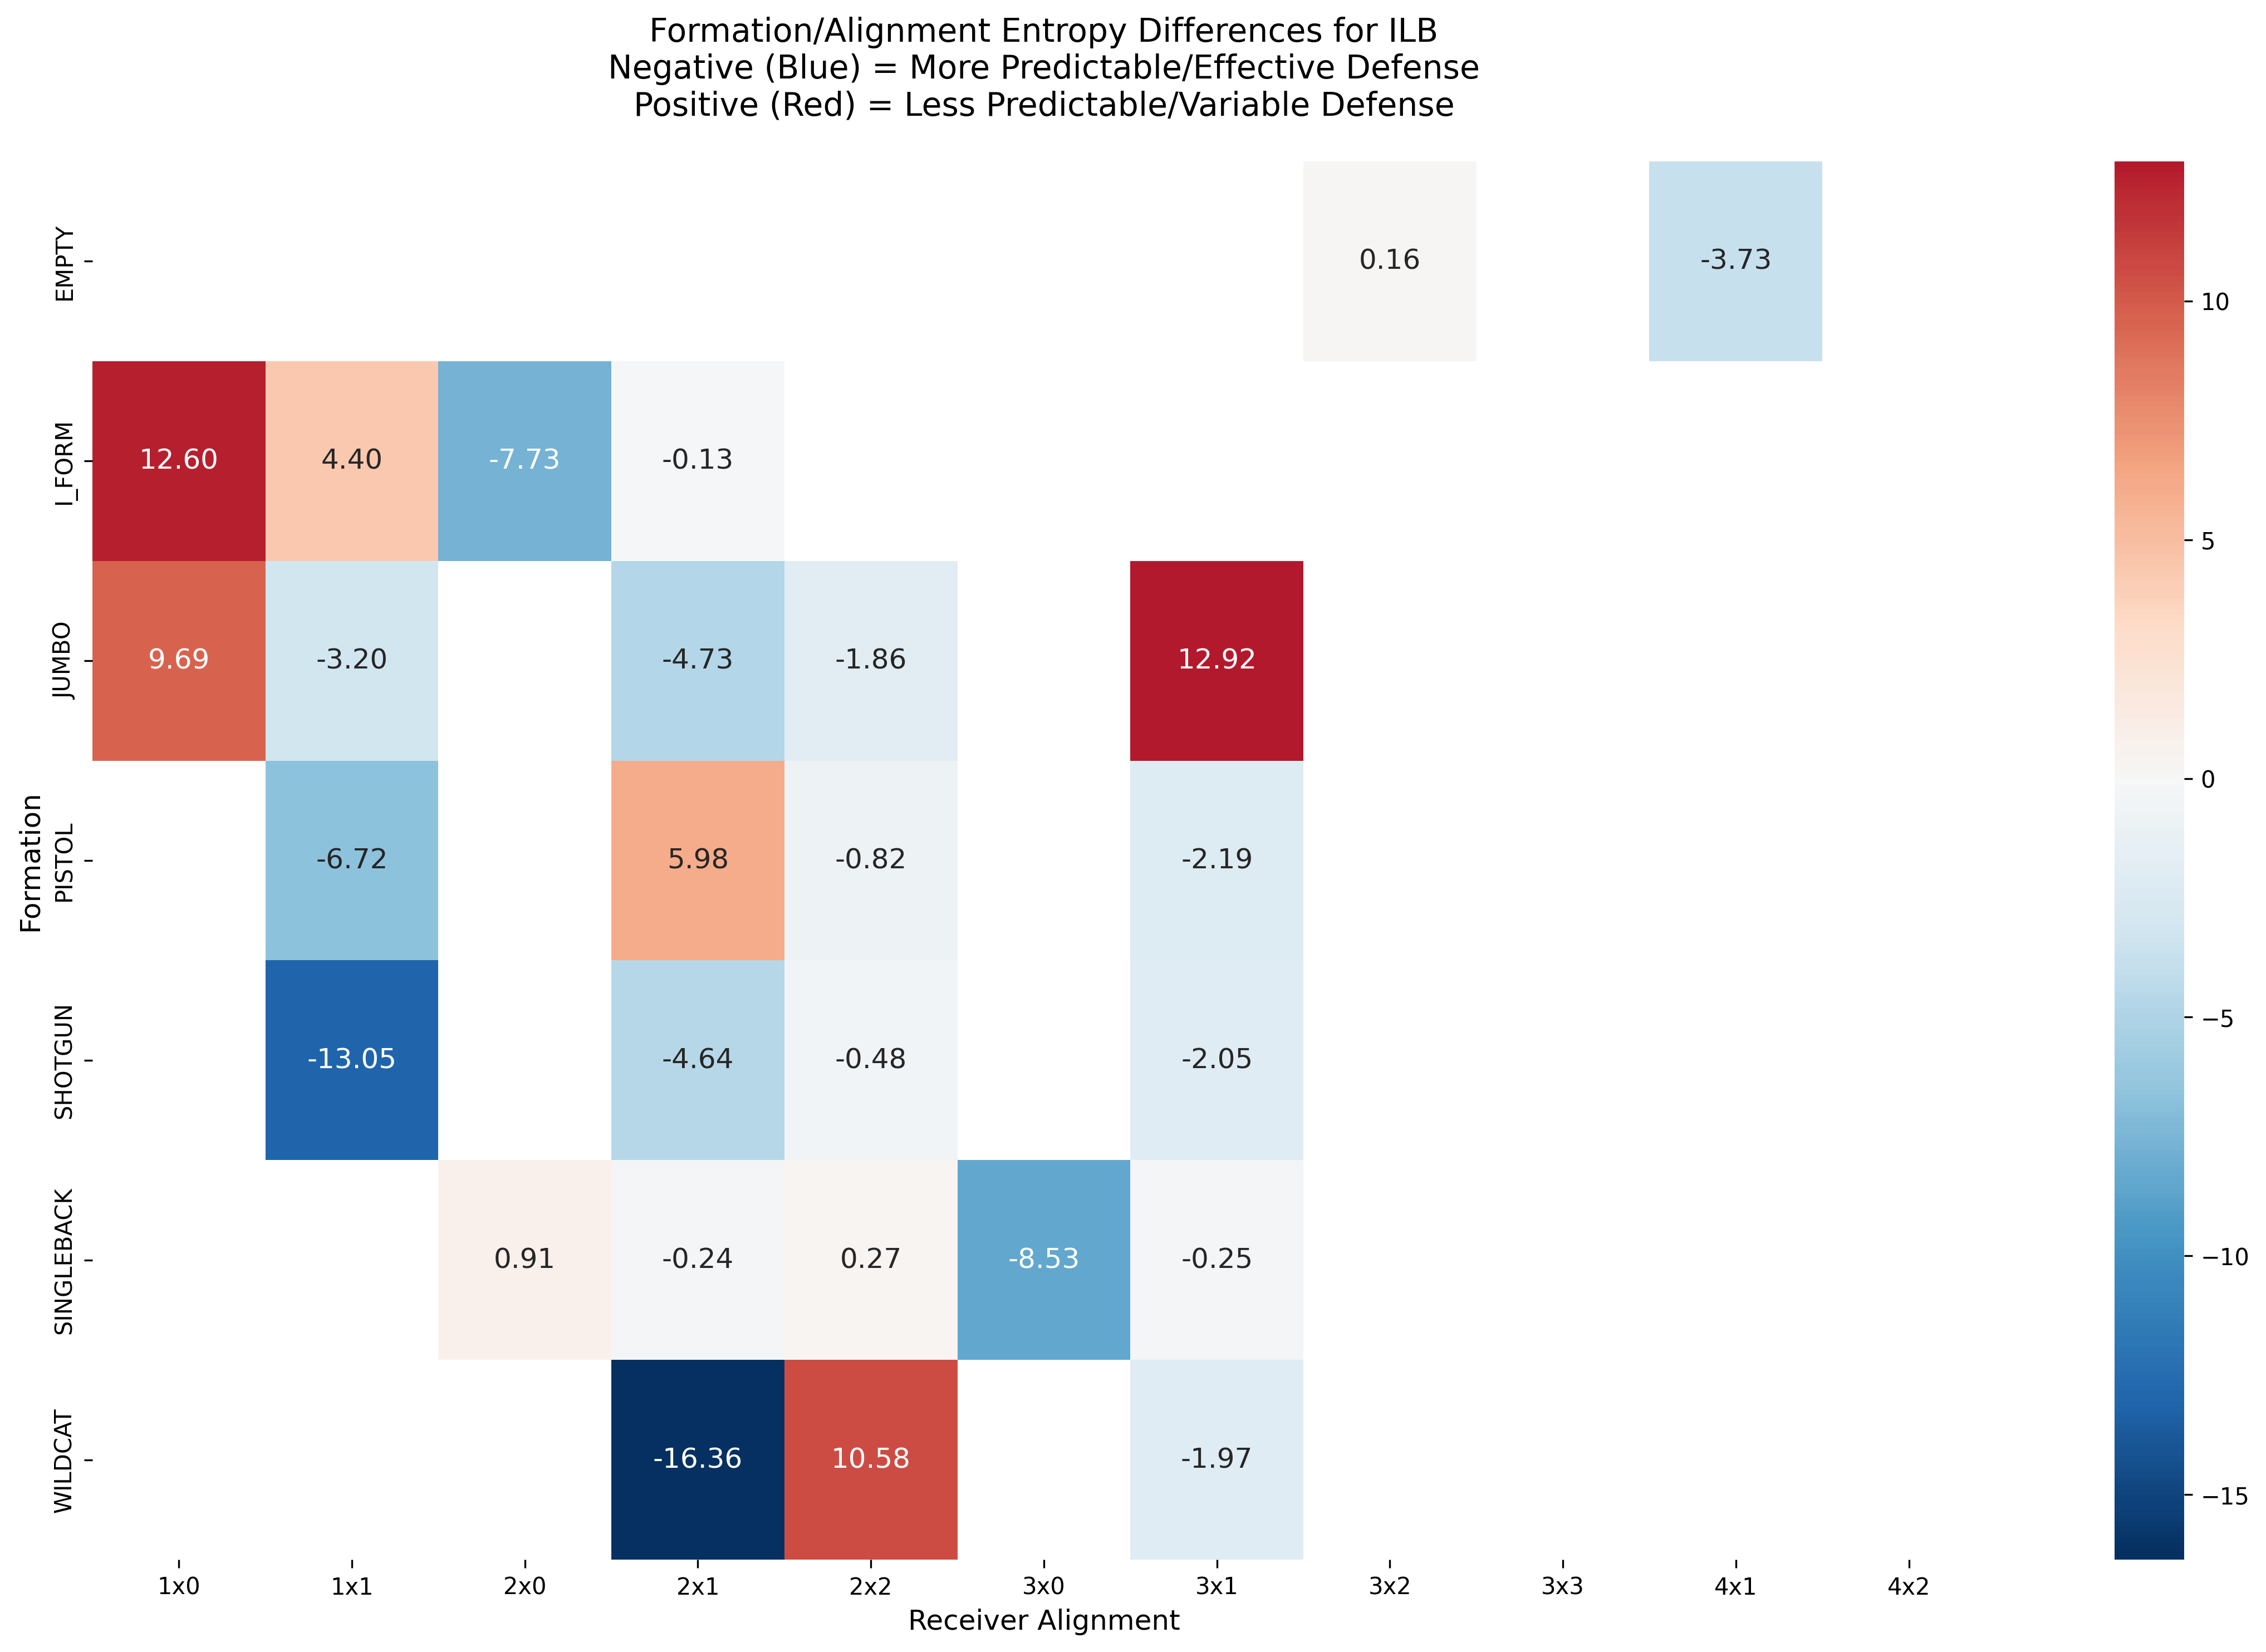 Formation/Alignment Entropy Differences for ILB
Negative (Blue) = More Predictable/Effective Defense
Positive (Red) = Less Predictable/Variable Defense
Formation
EMPTY
0.16
-3.73
I_FORM
12.60
4.40
-7.73
-0.13
JUMBO
9.69
-3.20
-4.73
-1.86
12.92
PISTOL
-6.72
5.98
-0.82
-2.19
SHOTGUN
-13.05
-4.64
-0.48
-2.05
SINGLEBACK
0.91
-0.24
0.27
-8.53
-0.25
WILDCAT
-16.36
10.58
-1.97
1x0
1x1
2x0
2x1
2x2
3x0
3x1
3x2
3x3
4x1
4x2
Receiver Alignment
10
5
0
−5
−10
−15